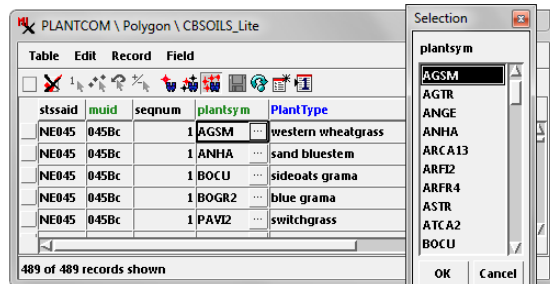 PLANTCOM \ Polygon \ CBSOILS_Lite
Table Edit Record Field
stssaid muid seqnum plantsym PlantType
NE045 045Bc 1 AGSM ... western wheatgrass
NE045 045Bc 1 ANHA ... sand bluestem
NE045 045Bc 1 BOCU ... sideoats grama
NE045 045Bc 1 BOGR2 ... blue grama
NE045 045Bc 1 PAVI2 ... switchgrass
489 of 489 records shown
Selection
plantsym
AGSM
AGTR
ANGE
ANHA
ARCA13
ARFI2
ARFR4
ASTR
ATCA2
BOCU
OK Cancel